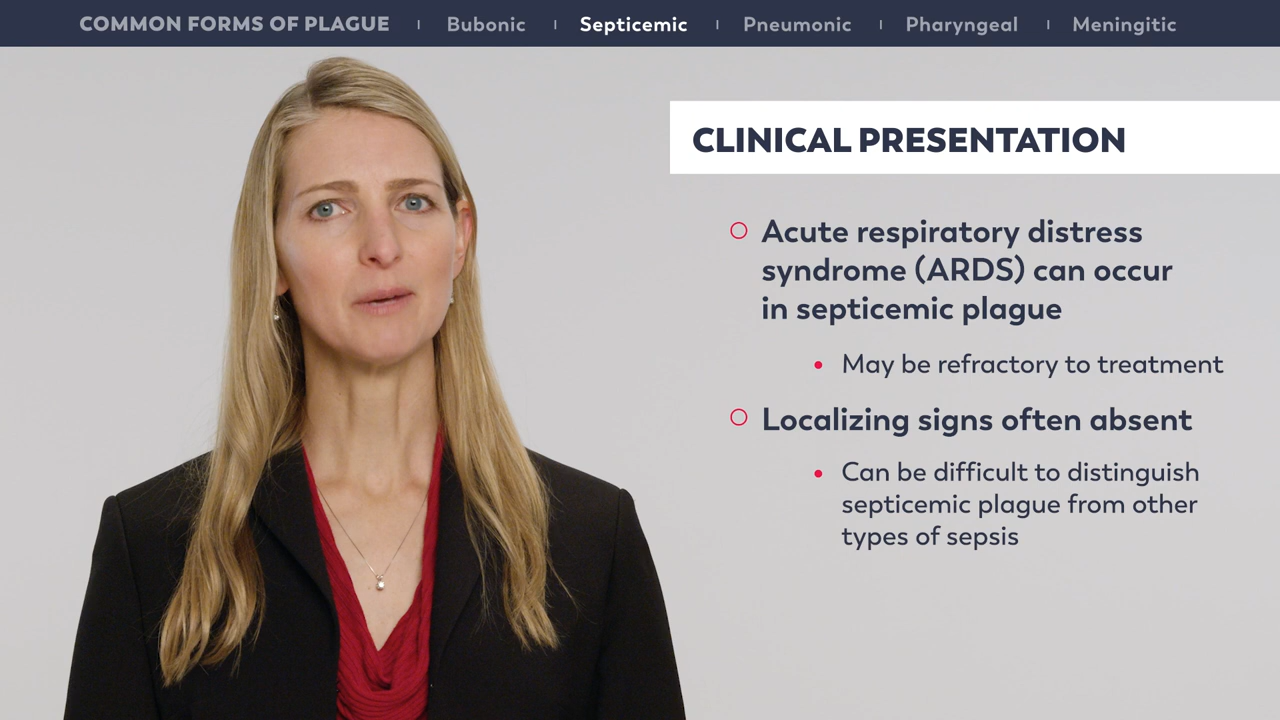 COMMON FORMS OF PLAGUE | Bubonic | Septicemic | Pneumonic | Pharyngeal | Meningitic
CLINICAL PRESENTATION
Acute respiratory distress
syndrome (ARDS) can occur
in septicemic plague
May be refractory to treatment
Localizing signs often absent
Can be difficult to distinguish
septicemic plague from other
types of sepsis